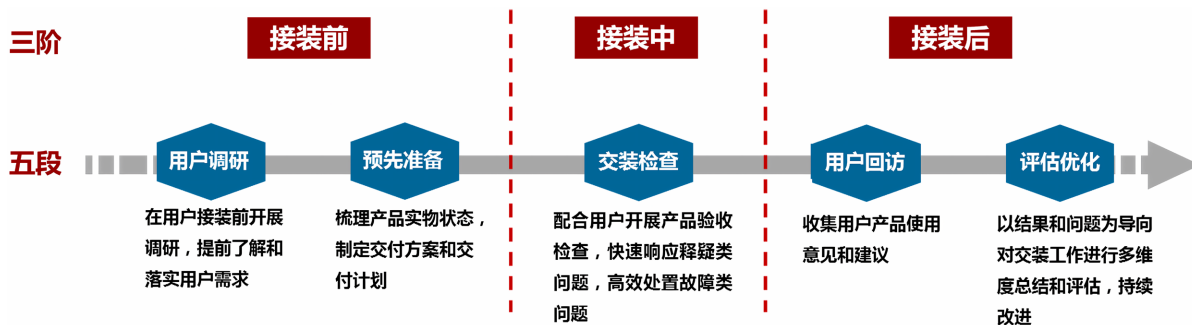 三阶
接装前
接装中
接装后
五段
用户调研
预先准备
交装检查
用户回访
评估优化
在用户接装前开展
调研，提前了解和
落实用户需求
梳理产品实物状态，
制定交付方案和交
付计划
配合用户开展产品验收
检查，快速响应释疑类
问题，高效处置故障类
问题
收集用户产品使用
意见和建议
以结果和问题为导向
对交装工作进行多维
度总结和评估，持续
改进